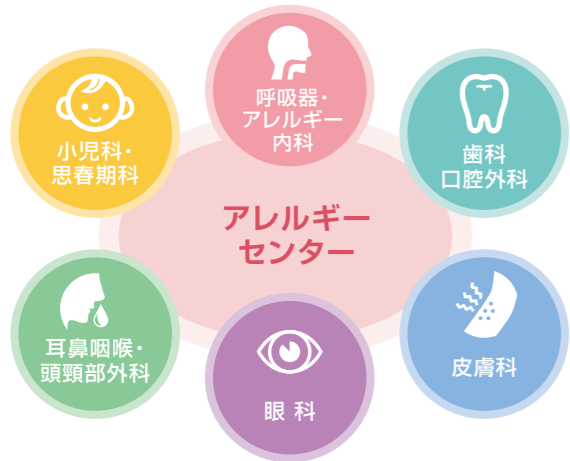 呼吸器・
アレルギー
内科
小児科・
思春期科
歯科
口腔外科
アレルギー
センター
耳鼻咽喉・
頭頸部外科
皮膚科
眼 科